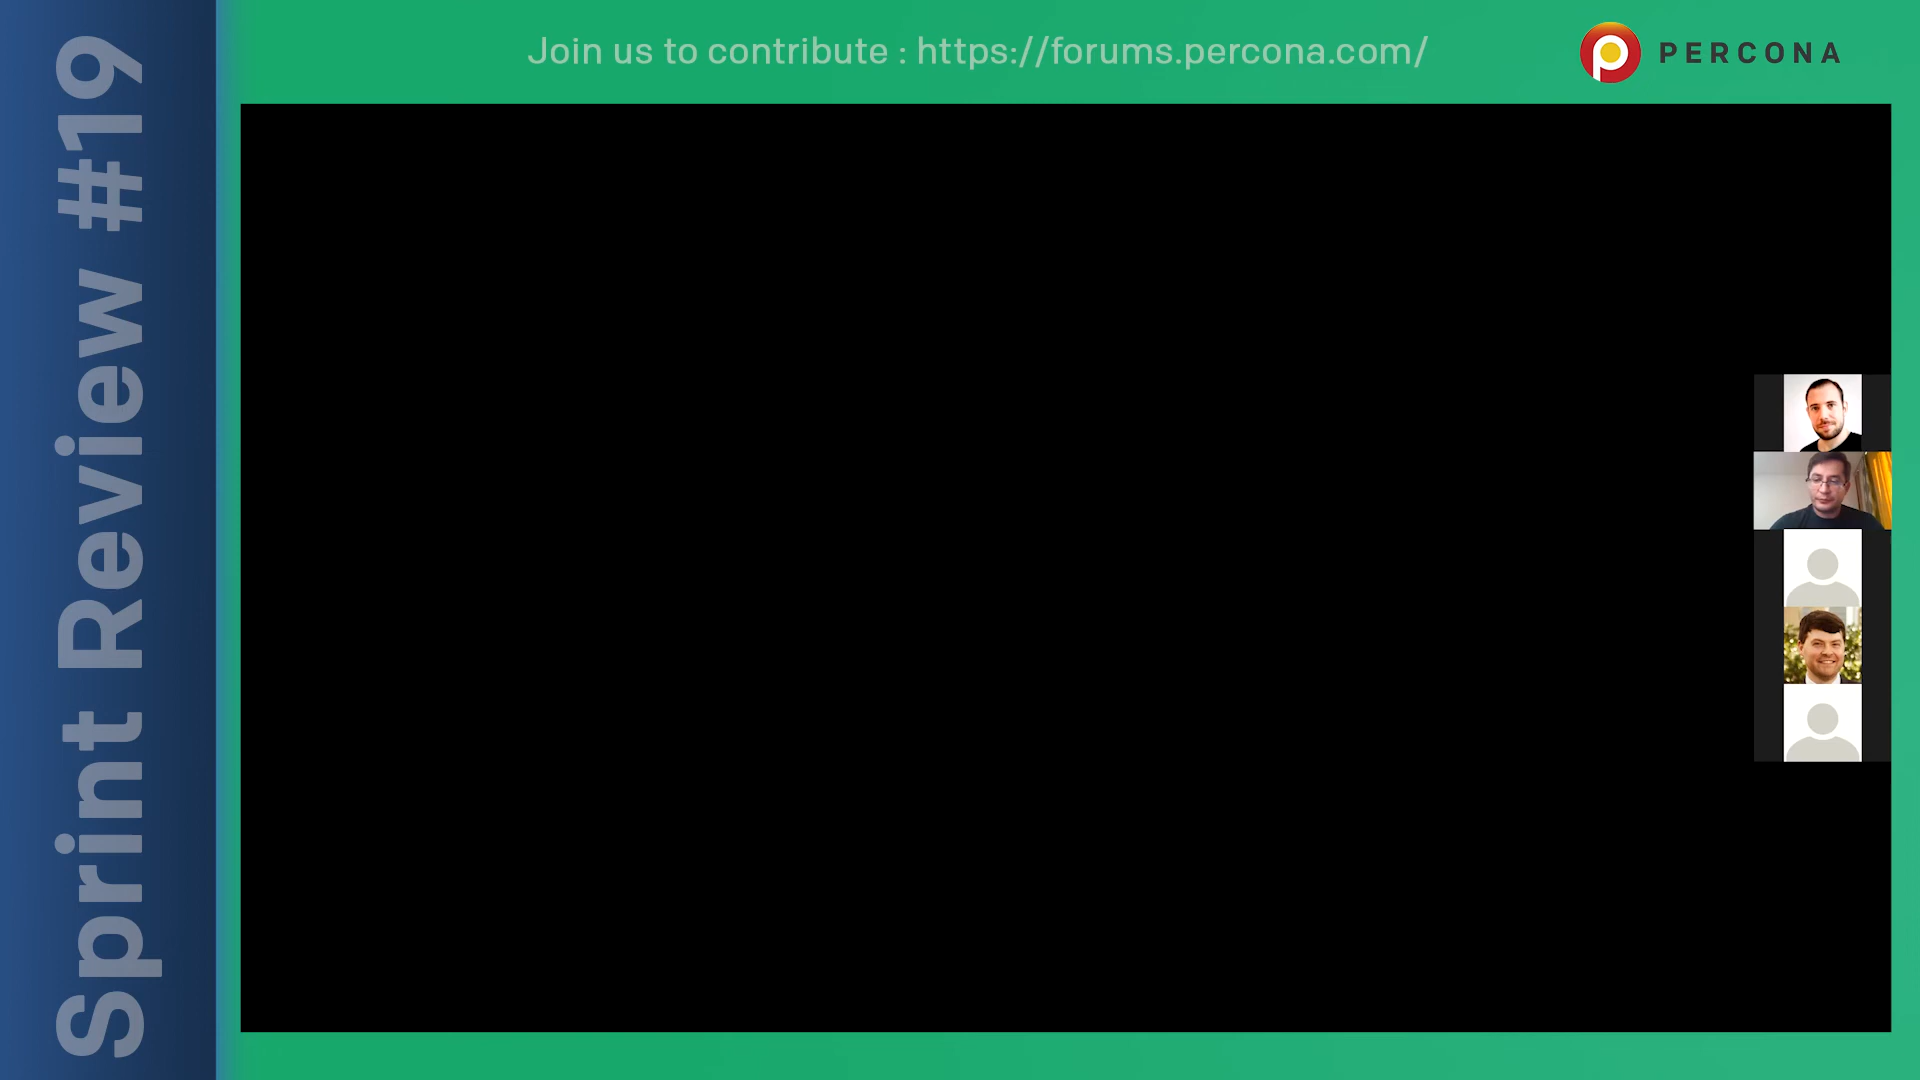 Join us to contribute : https://forums.percona.com/
PERCONA
Sprint Review #19